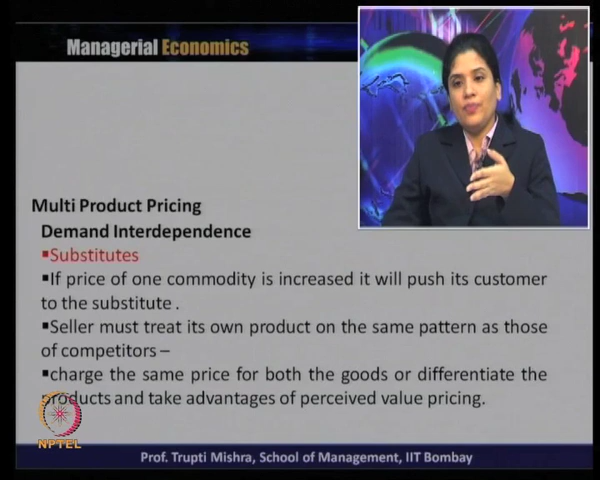 Managerial Economics
Multi Product Pricing
Demand Interdependence
▪Substitutes
▪If price of one commodity is increased it will push its customer
to the substitute .
▪Seller must treat its own product on the same pattern as those
of competitors –
▪charge the same price for both the goods or differentiate the
products and take advantages of perceived value pricing.
NPTEL
Prof. Trupti Mishra, School of Management, IIT Bombay